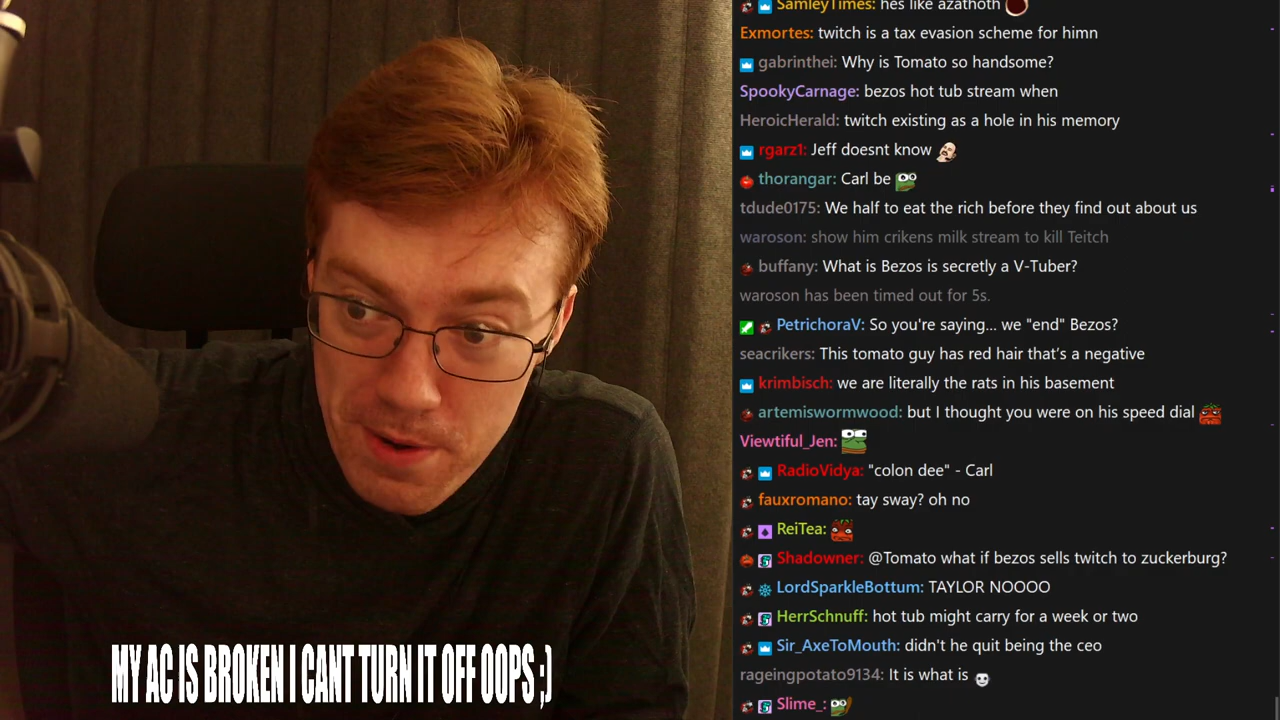 SamleyTimes: hes like azathoth
Exmortes: twitch is a tax evasion scheme for himn
gabrinthei: Why is Tomato so handsome?
SpookyCarnage: bezos hot tub stream when
HeroicHerald: twitch existing as a hole in his memory
rgarz1: Jeff doesnt know
thorangar: Carl be
tdude0175: We half to eat the rich before they find out about us
waroson: show him crikens milk stream to kill Teitch
buffany: What is Bezos is secretly a V-Tuber?
waroson has been timed out for 5s.
PetrichoraV: So you're saying... we "end" Bezos?
seacrikers: This tomato guy has red hair that's a negative
krimbisch: we are literally the rats in his basement
artemiswormwood: but I thought you were on his speed dial
Viewtiful_Jen:
RadioVidya: "colon dee" - Carl
fauxromano: tay sway? oh no
ReiTea:
Shadowner: @Tomato what if bezos sells twitch to zuckerburg?
LordSparkleBottum: TAYLOR NOOOO
HerrSchnuff: hot tub might carry for a week or two
Sir_AxeToMouth: didn't he quit being the ceo
rageingpotato9134: It is what is
Slime_:
MY AC IS BROKEN I CANT TURN IT OFF OOPS ;)